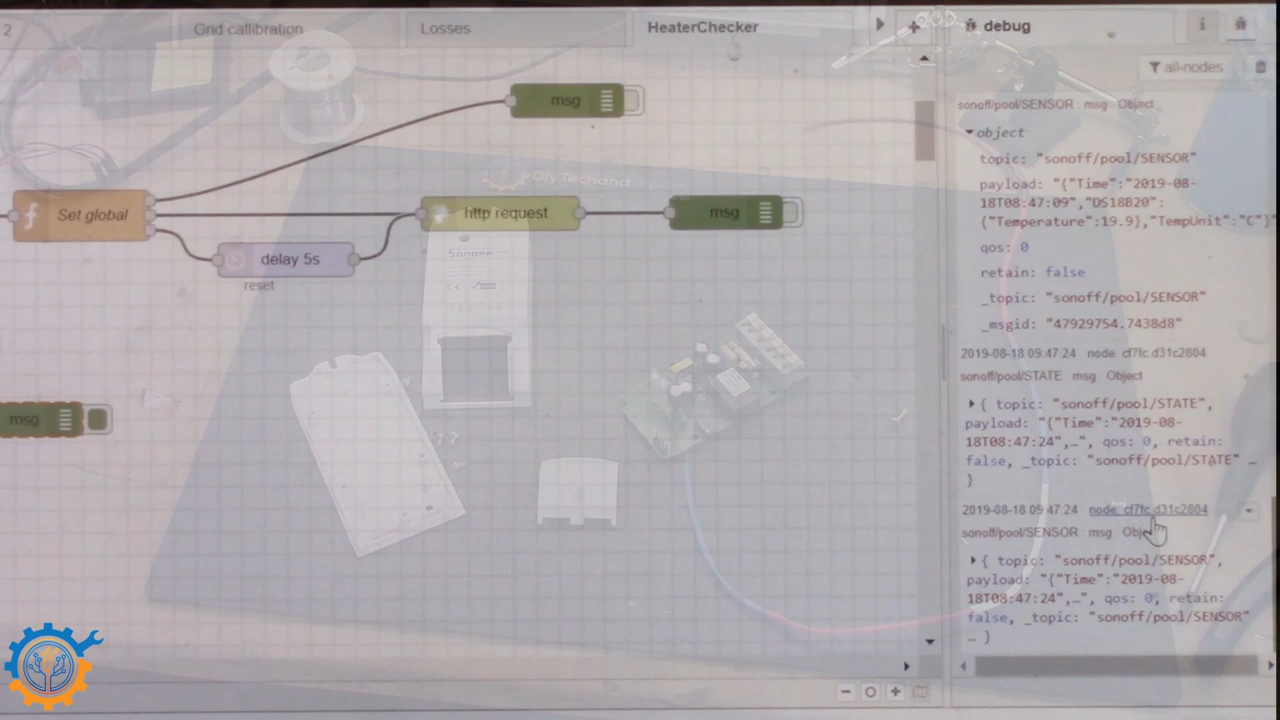 2
Grid callibration
Losses
HeaterChecker
debug
i
all-nodes
msg
f
Set global
http request
msg
delay 5s
reset
msg
DiyTechand
Sonoff
sonoff/pool/SENSOR msg Object
object
topic: "sonoff/pool/SENSOR"
payload: "{"Time":"2019-08-
18T08:47:09","DS18B20":
{"Temperature":19.9},"TempUnit":"C"}"
qos: 0
retain: false
_topic: "sonoff/pool/SENSOR"
_msgid: "47929754.7438d8"
2019-08-18 09:47:24 node: cf7fc.d31c2804
sonoff/pool/STATE msg Object
{ topic: "sonoff/pool/STATE",
payload: "{"Time":"2019-08-
18T08:47:24",…", qos: 0, retain:
false, _topic: "sonoff/pool/STATE" …
}
2019-08-18 09:47:24 node: cf7fc.d31c2804
sonoff/pool/SENSOR msg Object
{ topic: "sonoff/pool/SENSOR",
payload: "{"Time":"2019-08-
18T08:47:24",…", qos: 0, retain:
false, _topic: "sonoff/pool/SENSOR"
… }